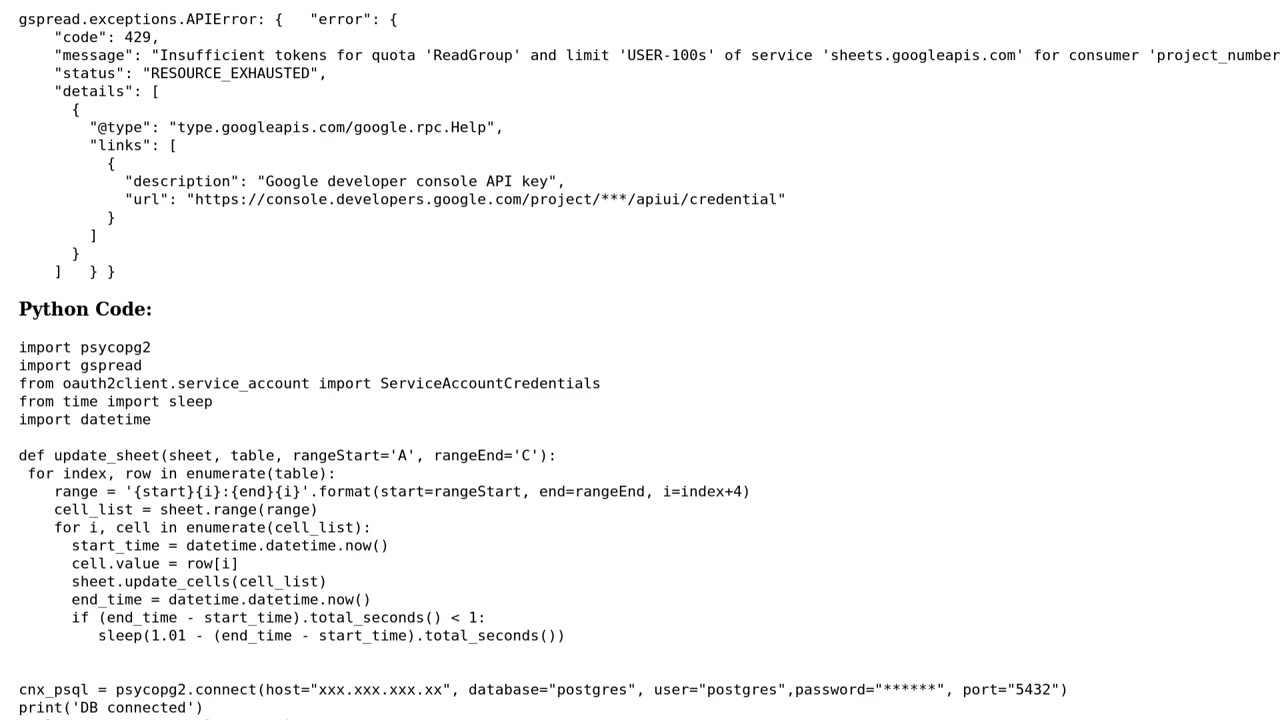 gspread.exceptions.APIError: {   "error": {
    "code": 429,
    "message": "Insufficient tokens for quota 'ReadGroup' and limit 'USER-100s' of service 'sheets.googleapis.com' for consumer 'project_number
    "status": "RESOURCE_EXHAUSTED",
    "details": [
      {
        "@type": "type.googleapis.com/google.rpc.Help",
        "links": [
          {
            "description": "Google developer console API key",
            "url": "https://console.developers.google.com/project/***/apiui/credential"
          }
        ]
      }
    ]   } }
Python Code:
import psycopg2
import gspread
from oauth2client.service_account import ServiceAccountCredentials
from time import sleep
import datetime

def update_sheet(sheet, table, rangeStart='A', rangeEnd='C'):
 for index, row in enumerate(table):
    range = '{start}{i}:{end}{i}'.format(start=rangeStart, end=rangeEnd, i=index+4)
    cell_list = sheet.range(range)
    for i, cell in enumerate(cell_list):
      start_time = datetime.datetime.now()
      cell.value = row[i]
      sheet.update_cells(cell_list)
      end_time = datetime.datetime.now()
      if (end_time - start_time).total_seconds() < 1:
         sleep(1.01 - (end_time - start_time).total_seconds())

cnx_psql = psycopg2.connect(host="xxx.xxx.xxx.xx", database="postgres", user="postgres",password="******", port="5432")
print('DB connected')